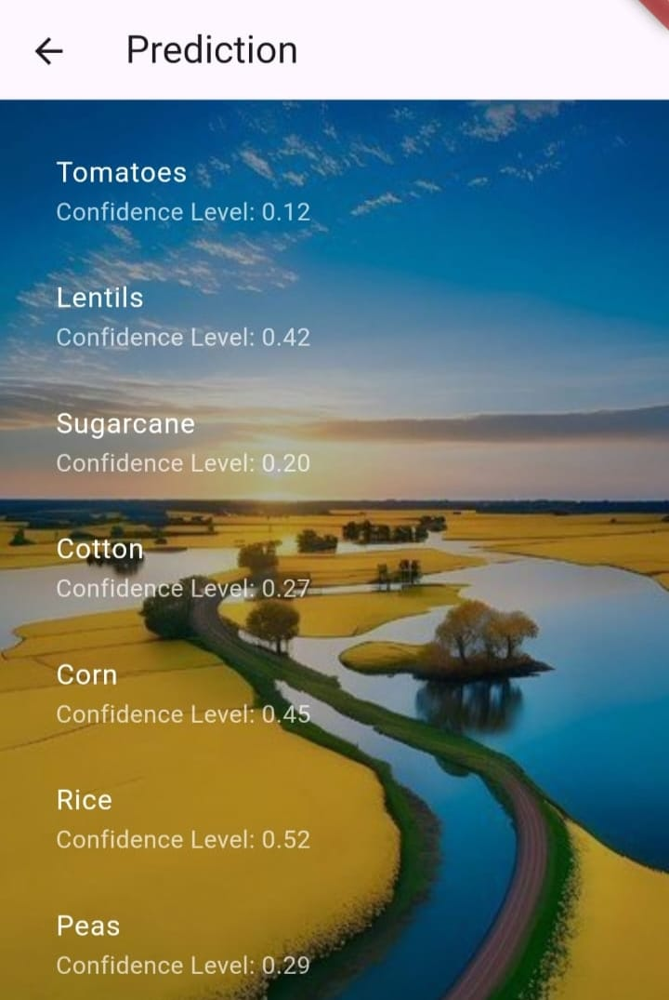 Prediction
Tomatoes
Confidence Level: 0.12
Lentils
Confidence Level: 0.42
Sugarcane
Confidence Level: 0.20
Cotton
Confidence Level: 0.27
Corn
Confidence Level: 0.45
Rice
Confidence Level: 0.52
Peas
Confidence Level: 0.29